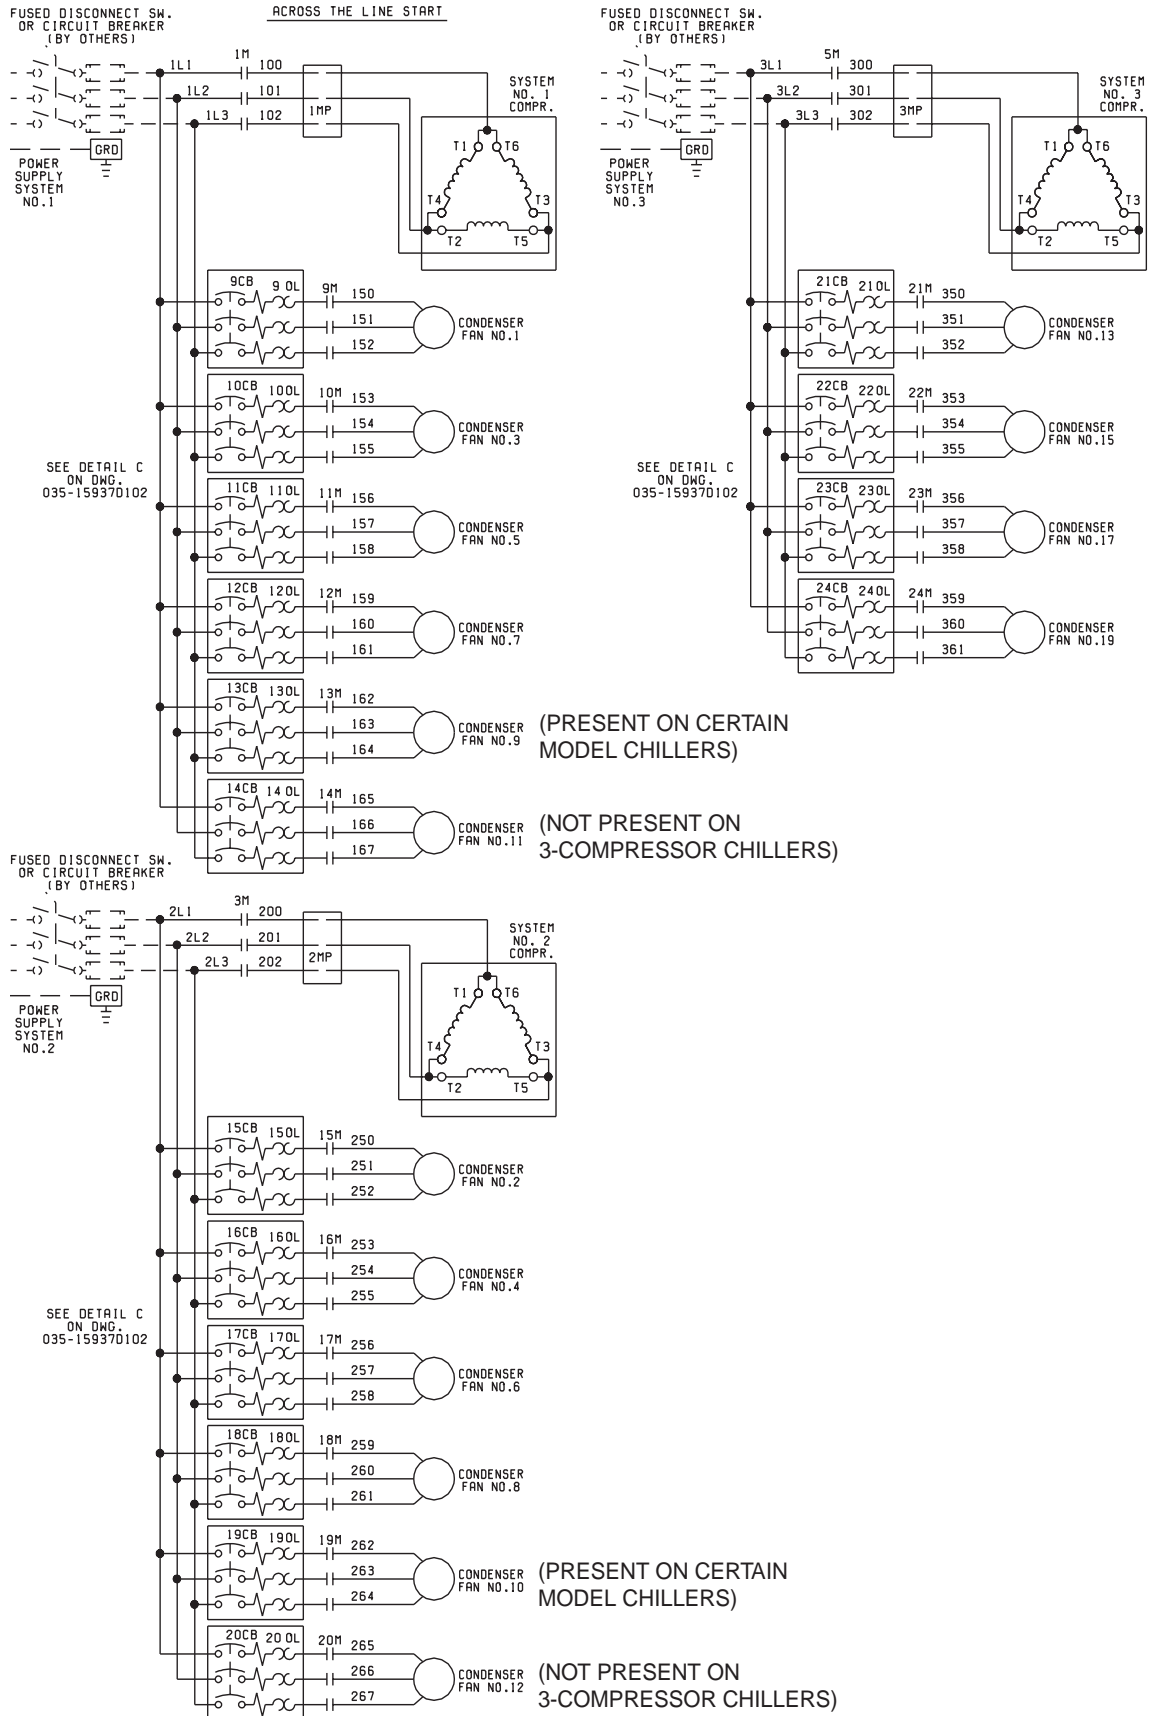 ACROSS THE LINE START
FUSED DISCONNECT SW.
OR CIRCUIT BREAKER
(BY OTHERS)
1L1
1M
100
1L2
101
1L3
102
1MP
GRD
POWER
SUPPLY
SYSTEM
NO.1
SYSTEM
NO. 1
COMPR.
T1
T6
T4
T3
T2
T5
9CB
9 OL
9M
150
151
152
CONDENSER
FAN NO.1
10CB
10OL
10M
153
154
155
CONDENSER
FAN NO.3
SEE DETAIL C
ON DWG.
035-15937D102
11CB
11OL
11M
156
157
158
CONDENSER
FAN NO.5
12CB
12OL
12M
159
160
161
CONDENSER
FAN NO.7
13CB
13OL
13M
162
163
164
CONDENSER
FAN NO.9
(PRESENT ON CERTAIN
MODEL CHILLERS)
14CB
14 OL
14M
165
166
167
CONDENSER
FAN NO.11
(NOT PRESENT ON
3-COMPRESSOR CHILLERS)
FUSED DISCONNECT SW.
OR CIRCUIT BREAKER
(BY OTHERS)
3L1
5M
300
3L2
301
3L3
302
3MP
GRD
POWER
SUPPLY
SYSTEM
NO.3
SYSTEM
NO. 3
COMPR.
T1
T6
T4
T3
T2
T5
21CB
21OL
21M
350
351
352
CONDENSER
FAN NO.13
22CB
22OL
22M
353
354
355
CONDENSER
FAN NO.15
SEE DETAIL C
ON DWG.
035-15937D102
23CB
23OL
23M
356
357
358
CONDENSER
FAN NO.17
24CB
24OL
24M
359
360
361
CONDENSER
FAN NO.19
FUSED DISCONNECT SW.
OR CIRCUIT BREAKER
(BY OTHERS)
2L1
3M
200
2L2
201
2L3
202
2MP
GRD
POWER
SUPPLY
SYSTEM
NO.2
SYSTEM
NO. 2
COMPR.
T1
T6
T4
T3
T2
T5
15CB
15OL
15M
250
251
252
CONDENSER
FAN NO.2
16CB
16OL
16M
253
254
255
CONDENSER
FAN NO.4
SEE DETAIL C
ON DWG.
035-15937D102
17CB
17OL
17M
256
257
258
CONDENSER
FAN NO.6
18CB
18OL
18M
259
260
261
CONDENSER
FAN NO.8
19CB
19OL
19M
262
263
264
CONDENSER
FAN NO.10
(PRESENT ON CERTAIN
MODEL CHILLERS)
20CB
20 OL
20M
265
266
267
CONDENSER
FAN NO.12
(NOT PRESENT ON
3-COMPRESSOR CHILLERS)